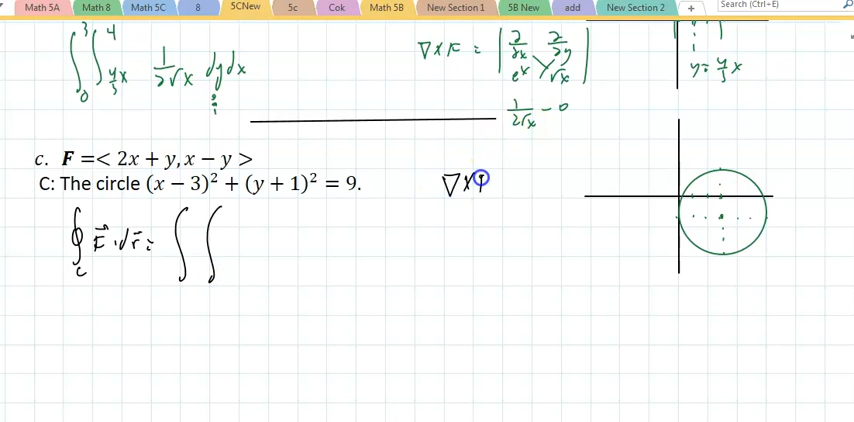 Math 5A Math 8 Math 5C 8 5CNew 5c Cok Math 5B New Section 1 5B New add New Section 2 + Search (Ctrl+E)
∫₀³ ∫_{4/3 x}^4 1/2√x dy dx
∇×F = | ∂/∂x ∂/∂y |
eˣ √x
y = 4/3 x
1/2√x - 0
c. F =< 2x + y, x − y >
C: The circle (x − 3)² + (y + 1)² = 9.
∇×F
∮_C F⃗·dr⃗ = ∫∫